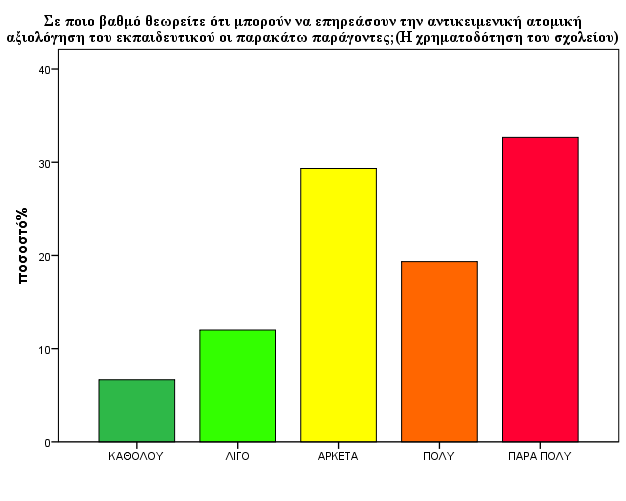 Σε ποιο βαθμό θεωρείτε ότι μπορούν να επηρεάσουν την αντικειμενική ατομική
αξιολόγηση του εκπαιδευτικού οι παρακάτω παράγοντες;(Η χρηματοδότηση του σχολείου)
40
30
20
10
0
ποσοστό%
ΚΑΘΟΛΟΥ ΛΙΓΟ ΑΡΚΕΤΑ ΠΟΛΥ ΠΑΡΑ ΠΟΛΥ